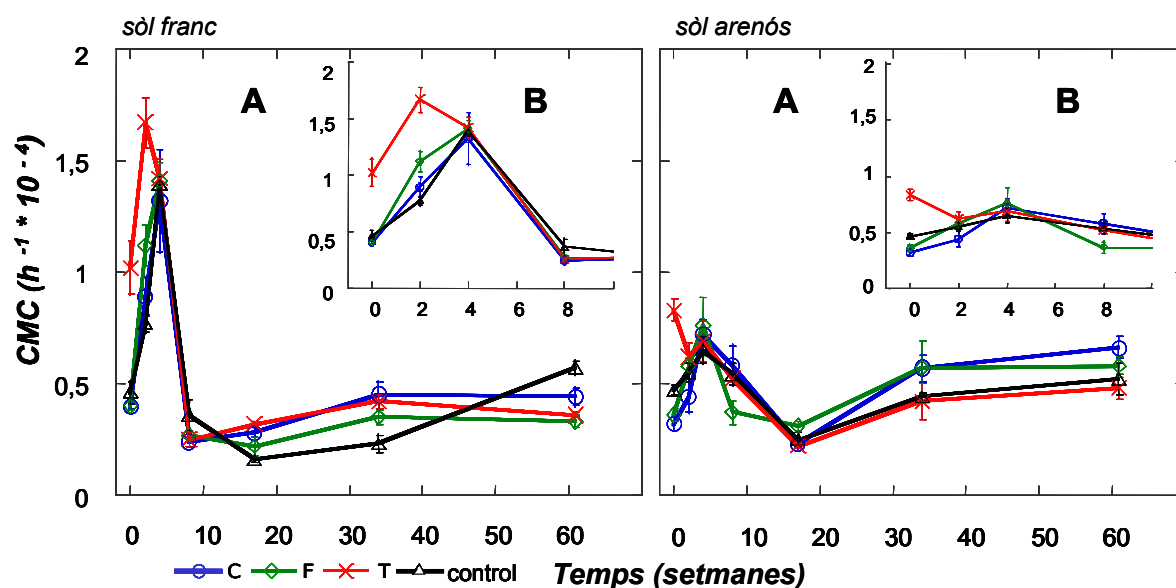 sòl franc
sòl arenós
CMC (h -1 * 10 -4)
2
1,5
1
0,5
0
A
2
1,5
1
0,5
0
B
0 2 4 6 8
A
2
1,5
1
0,5
0
B
0 2 4 6 8
0 10 20 30 40 50 60
0 10 20 30 40 50 60
C F T control
Temps (setmanes)